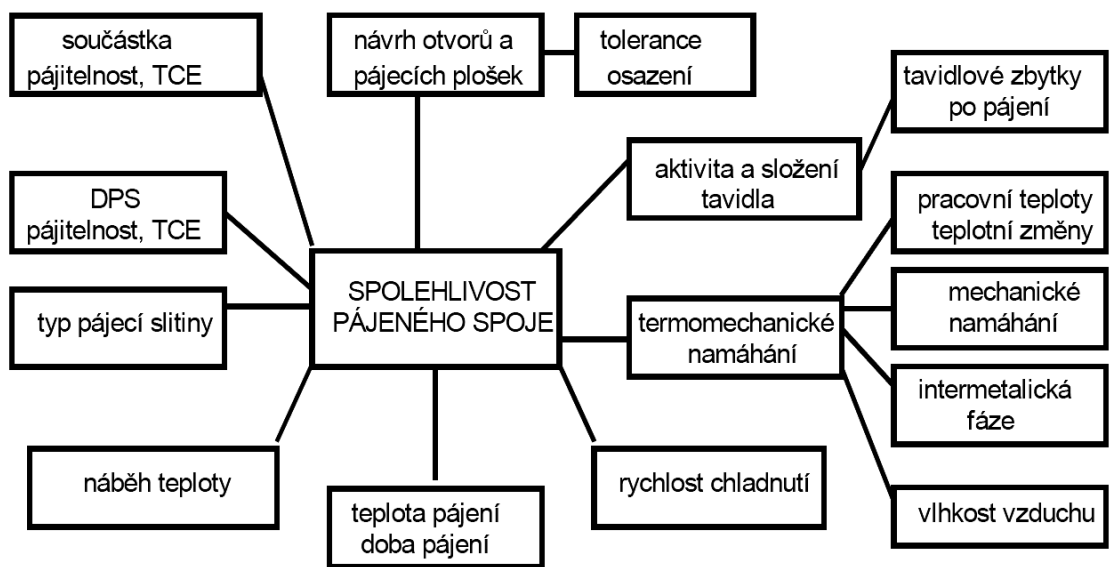 součástka
pájitelnost, TCE
návrh otvorů a
pájecích plošek
tolerance
osazení
tavidlové zbytky
po pájení
aktivita a složení
tavidla
DPS
pájitelnost, TCE
pracovní teploty
teplotní změny
SPOLEHLIVOST
PÁJENÉHO SPOJE
typ pájecí slitiny
termomechanické
namáhání
mechanické
namáhání
intermetalická
fáze
náběh teploty
teplota pájení
doba pájení
rychlost chladnutí
vlhkost vzduchu